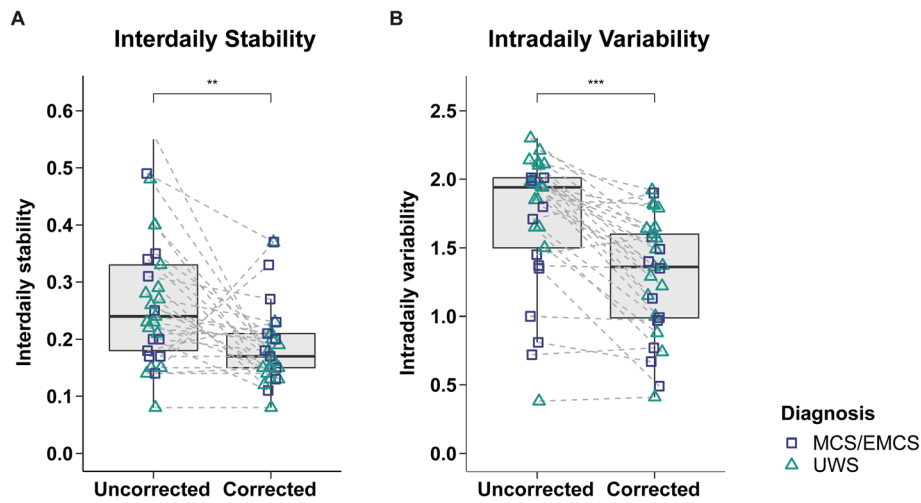 A
Interdaily Stability
**
Interdaily stability
0.6
0.5
0.4
0.3
0.2
0.1
0.0
Uncorrected Corrected
B
Intradaily Variability
***
Intradaily variability
2.5
2.0
1.5
1.0
0.5
0.0
Uncorrected Corrected
Diagnosis
MCS/EMCS
UWS